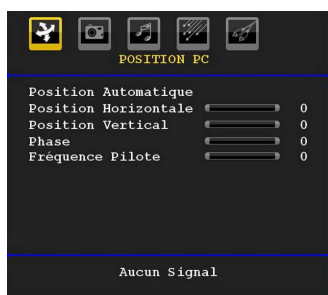 POSITION PC
Position Automatique
Position Horizontale 0
Position Vertical 0
Phase 0
Fréquence Pilote 0
Aucun Signal